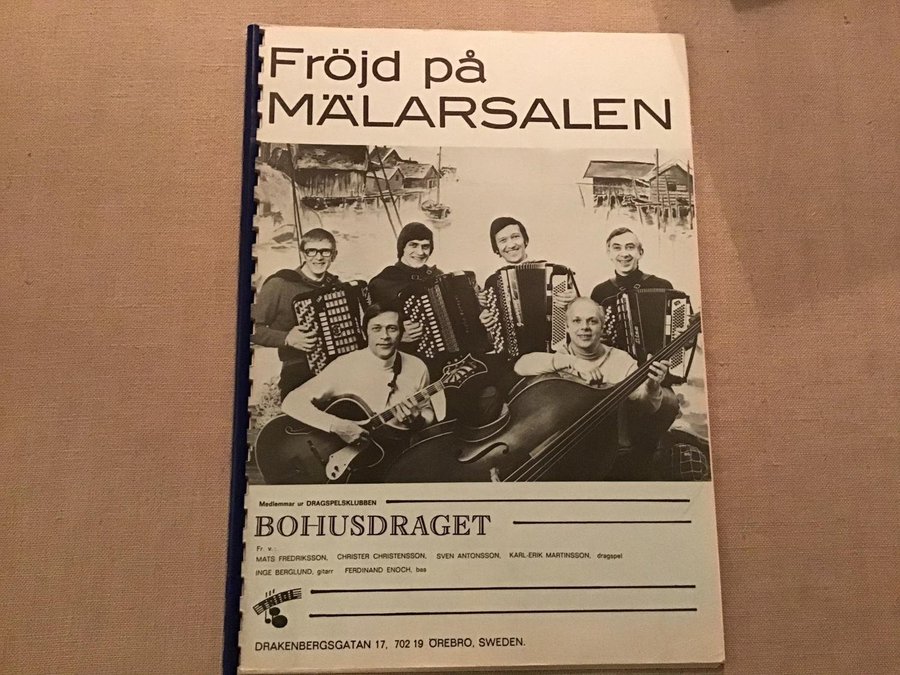 Fröjd på
MÄLARSALEN
Medlemmar ur DRAGSPELSKLUBBEN
BOHUSDRAGET
Fr. v.:
MATS FREDRIKSSON, CHRISTER CHRISTENSSON, SVEN ANTONSSON, KARL-ERIK MARTINSSON, dragspel
INGE BERGLUND, gitarr FERDINAND ENOCH, bas
DRAKENBERGSGATAN 17, 702 19 ÖREBRO, SWEDEN.